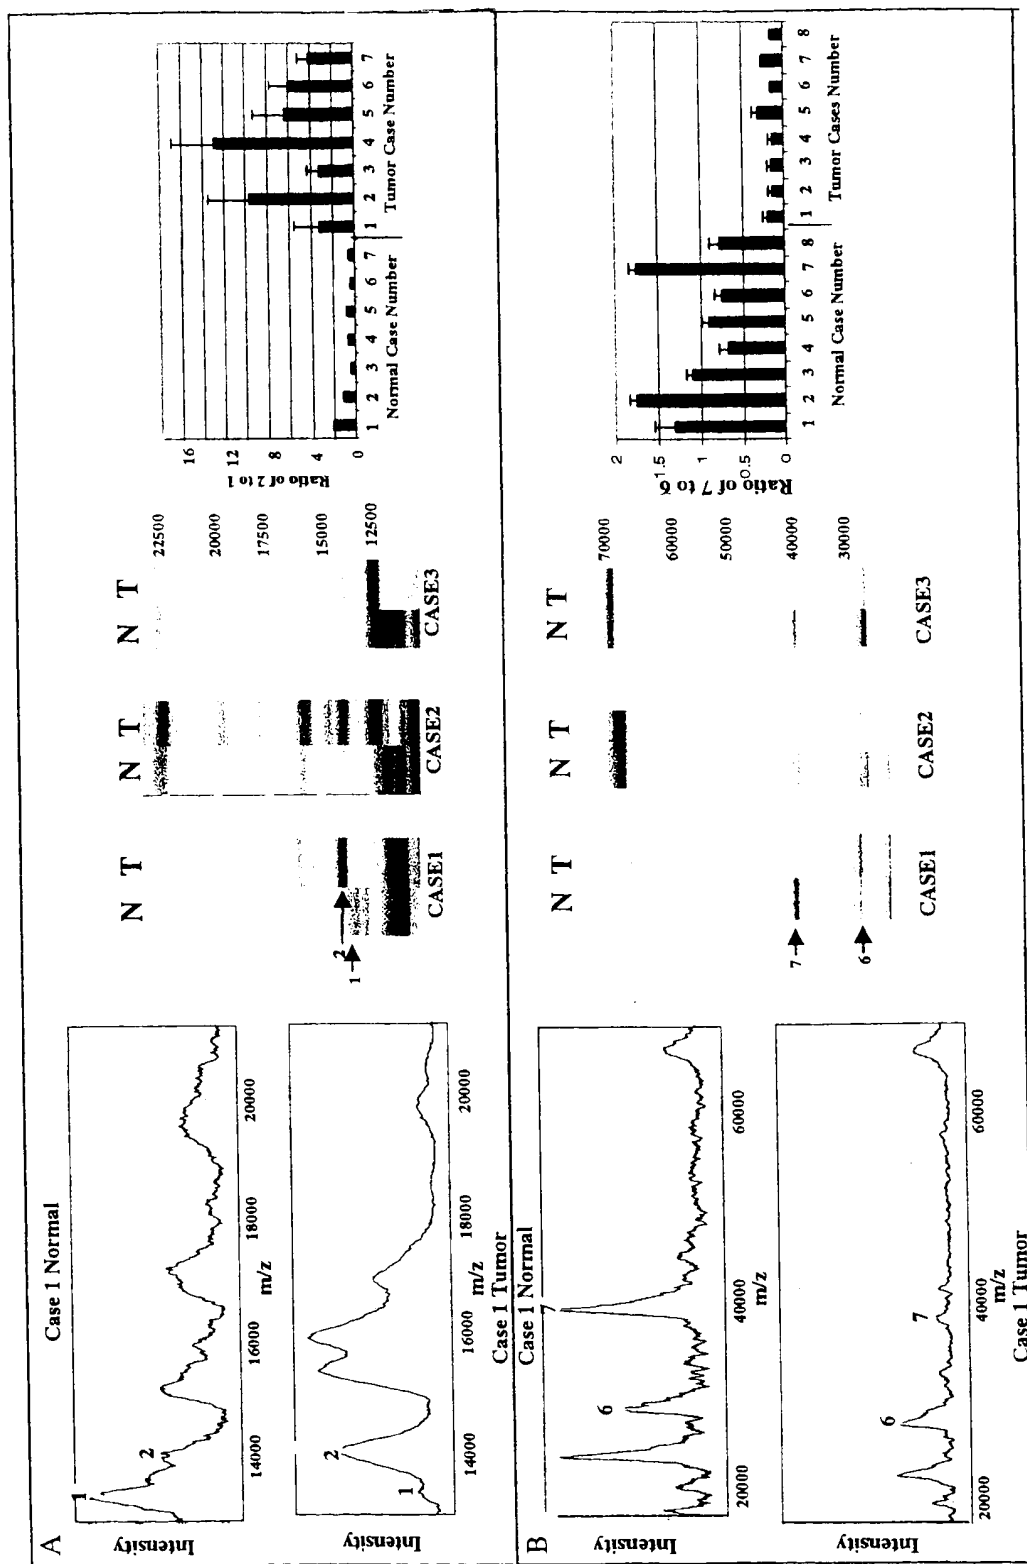 A
Case 1 Normal
1
2
Intensity
14000 16000 18000 20000
m/z
1
2
Intensity
14000 16000 18000 20000
m/z
Case 1 Tumor
N T N T N T
1
2
CASE1 CASE2 CASE3
22500
20000
17500
15000
12500
Ratio of 2 to 1
16
12
8
4
0
1 2 3 4 5 6 7 1 2 3 4 5 6 7
Normal Case Number Tumor Case Number
B
Case 1 Normal
6
7
Intensity
20000 40000 60000
m/z
6
7
Intensity
20000 40000 60000
m/z
Case 1 Tumor
N T N T N T
7
6
CASE1 CASE2 CASE3
70000
60000
50000
40000
30000
Ratio of 7 to 6
2
1.5
1
0.5
0
1 2 3 4 5 6 7 8 1 2 3 4 5 6 7 8
Normal Case Number Tumor Cases Number